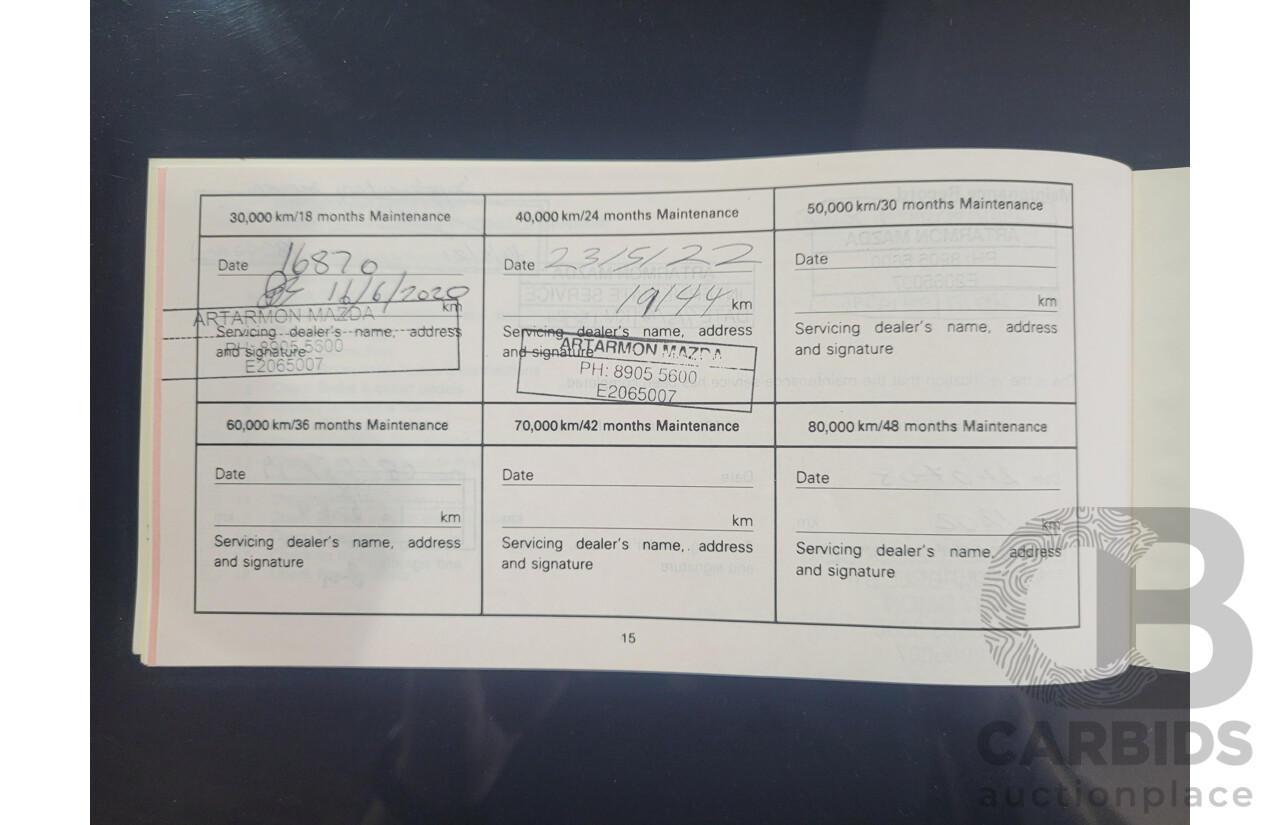 30,000 km/18 months Maintenance
Date 16870
16/6/2020
km
ARTARMON MAZDA
Servicing dealer's name, address
PH: 8905 5600
and signature
E2065007
40,000 km/24 months Maintenance
Date 23/5/22
19144 km
Servicing dealer's name, address
and signature
ARTARMON MAZDA
PH: 8905 5600
E2065007
50,000 km/30 months Maintenance
Date
km
Servicing dealer's name, address
and signature
60,000 km/36 months Maintenance
Date
km
Servicing dealer's name, address
and signature
70,000 km/42 months Maintenance
Date
km
Servicing dealer's name, address
and signature
80,000 km/48 months Maintenance
Date
km
Servicing dealer's name, address
and signature
15
CB
CARBIDS
auctionplace